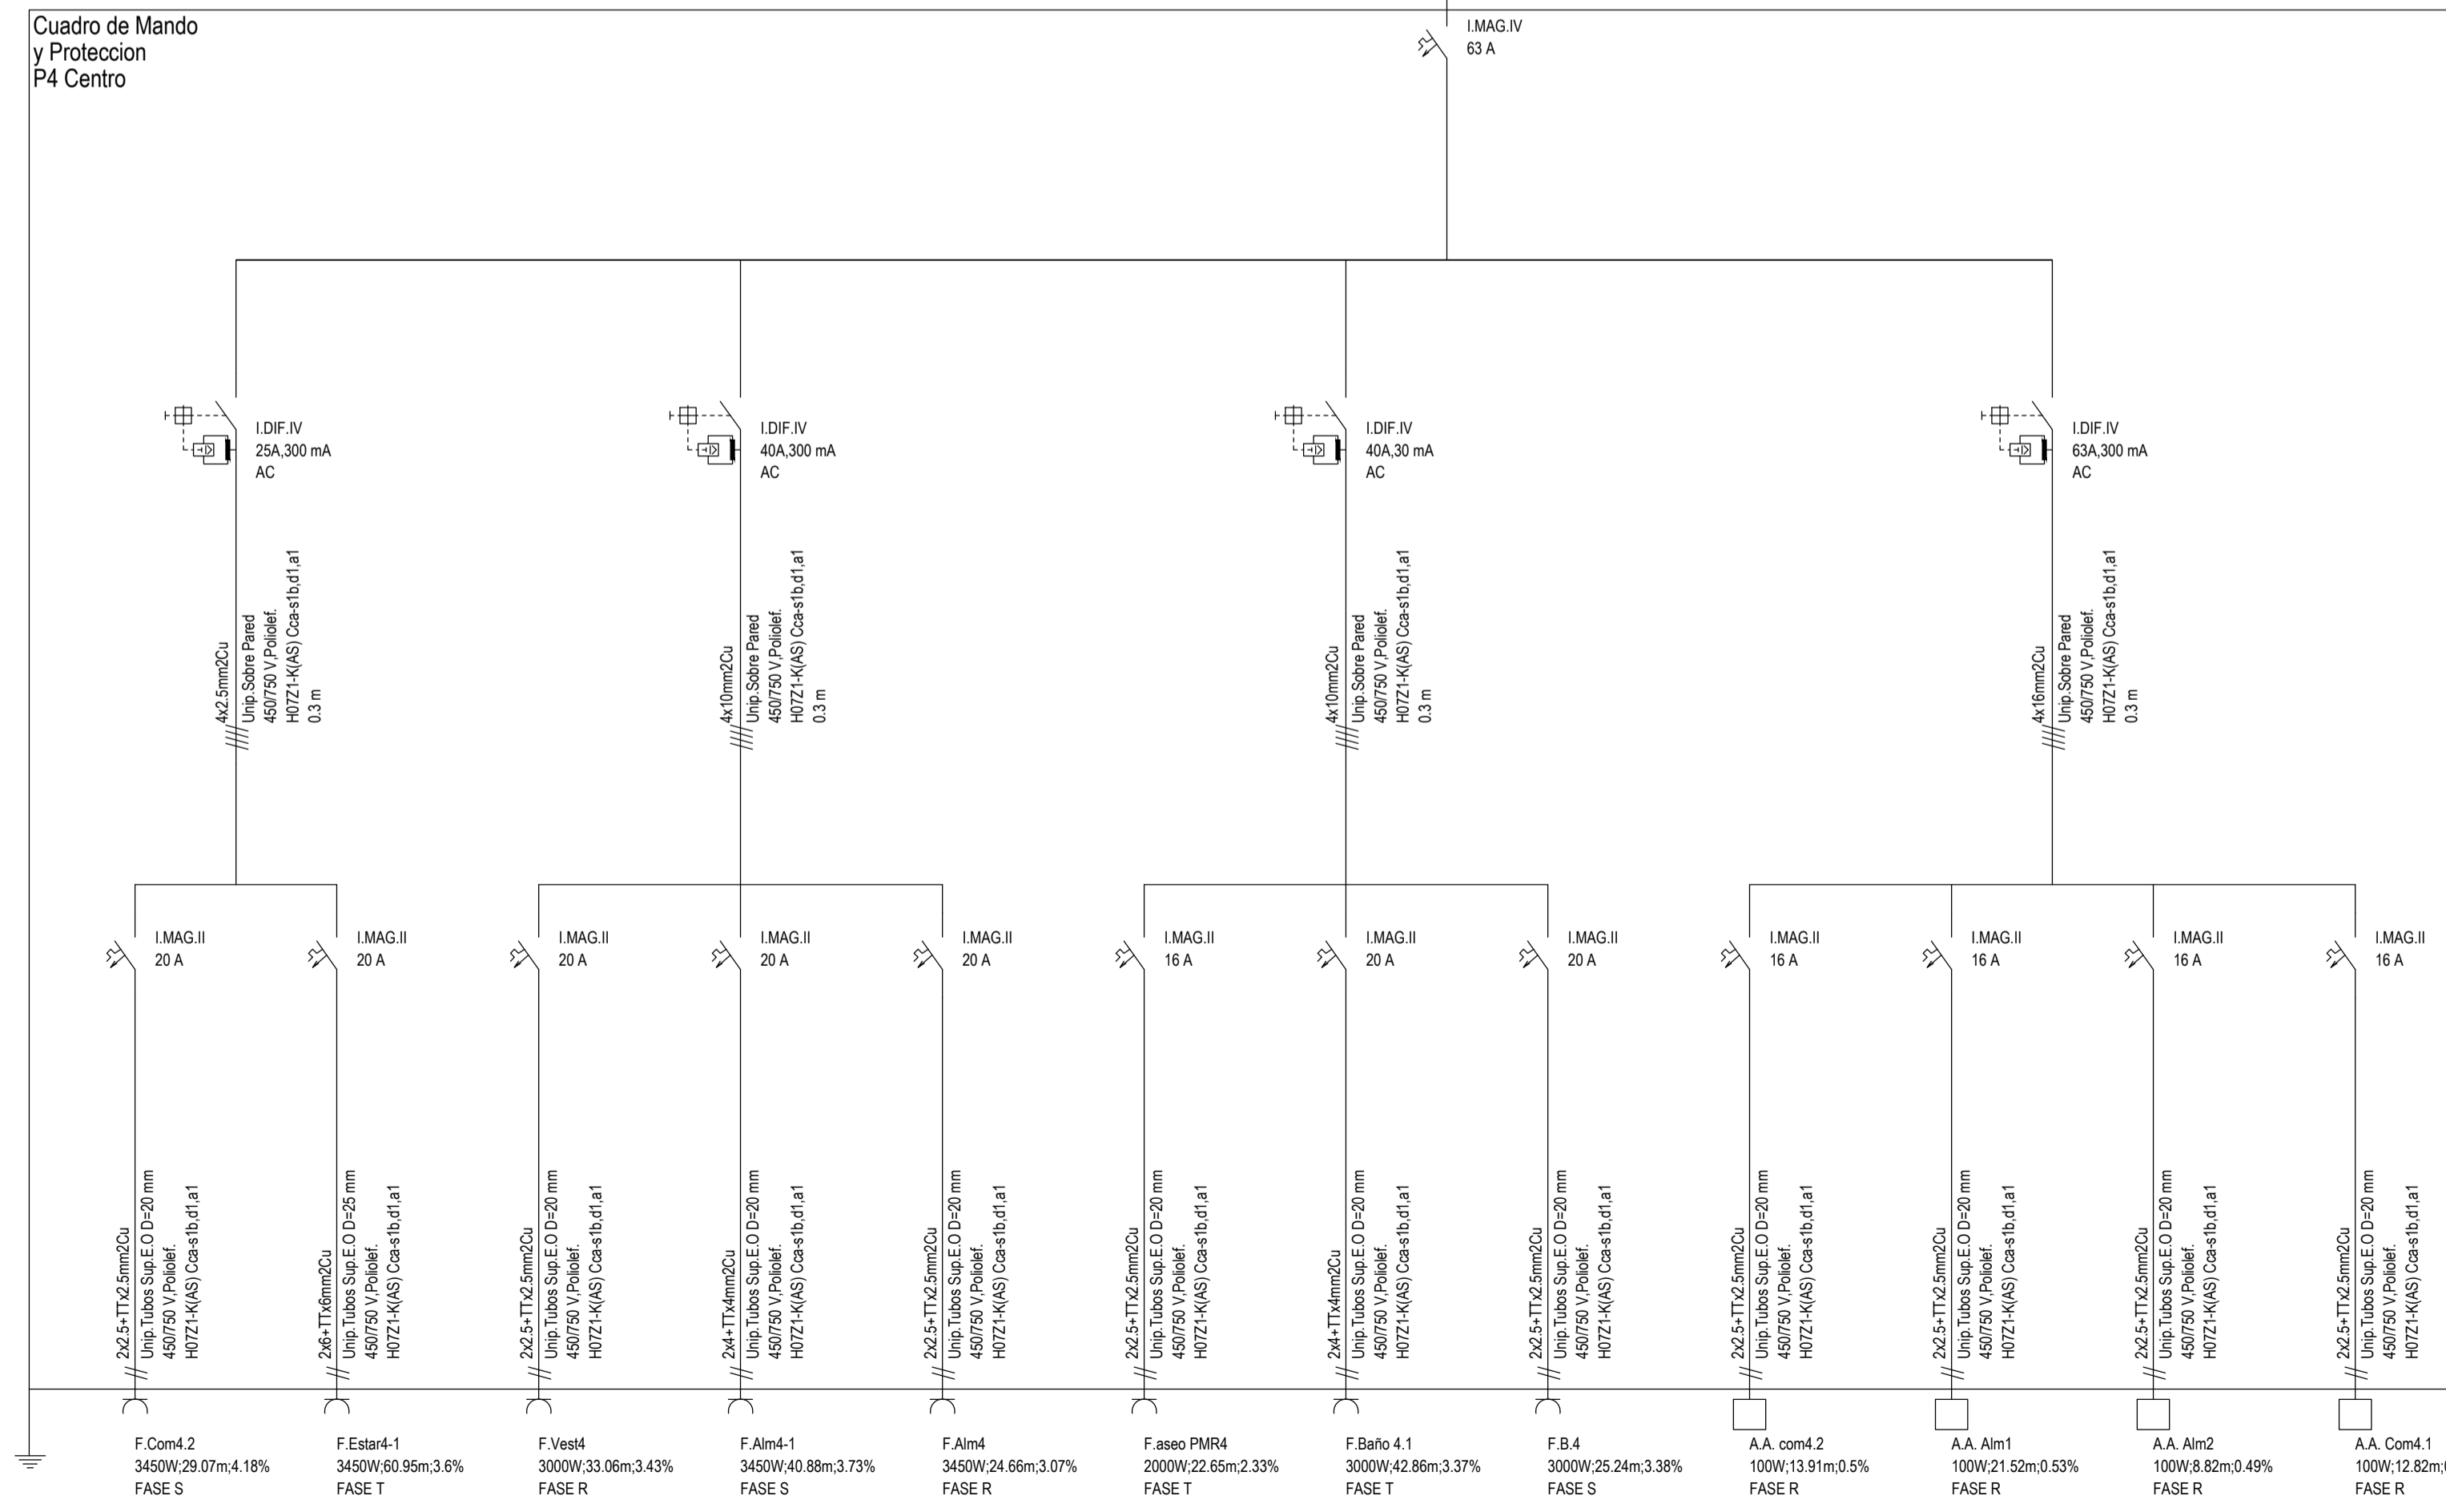 Cuadro de Mando
y Proteccion
P4 Centro
I.MAG.IV
63 A
I.DIF.IV
25A,300 mA
AC
I.DIF.IV
40A,300 mA
AC
I.DIF.IV
40A,30 mA
AC
I.DIF.IV
63A,300 mA
AC
4x2.5mm2Cu
Unip.Sobre Pared
450/750 V,Poliolef.
H07Z1-K(AS) Cca-s1b,d1,a1
0.3 m
4x10mm2Cu
Unip.Sobre Pared
450/750 V,Poliolef.
H07Z1-K(AS) Cca-s1b,d1,a1
0.3 m
4x10mm2Cu
Unip.Sobre Pared
450/750 V,Poliolef.
H07Z1-K(AS) Cca-s1b,d1,a1
0.3 m
4x16mm2Cu
Unip.Sobre Pared
450/750 V,Poliolef.
H07Z1-K(AS) Cca-s1b,d1,a1
0.3 m
I.MAG.II
20 A
I.MAG.II
20 A
I.MAG.II
20 A
I.MAG.II
20 A
I.MAG.II
20 A
I.MAG.II
16 A
I.MAG.II
20 A
I.MAG.II
20 A
I.MAG.II
16 A
I.MAG.II
16 A
I.MAG.II
16 A
I.MAG.II
16 A
2x2.5+TTx2.5mm2Cu
Unip.Tubos Sup.E.O D=20 mm
450/750 V,Poliolef.
H07Z1-K(AS) Cca-s1b,d1,a1
2x6+TTx6mm2Cu
Unip.Tubos Sup.E.O D=25 mm
450/750 V,Poliolef.
H07Z1-K(AS) Cca-s1b,d1,a1
2x2.5+TTx2.5mm2Cu
Unip.Tubos Sup.E.O D=20 mm
450/750 V,Poliolef.
H07Z1-K(AS) Cca-s1b,d1,a1
2x4+TTx4mm2Cu
Unip.Tubos Sup.E.O D=20 mm
450/750 V,Poliolef.
H07Z1-K(AS) Cca-s1b,d1,a1
2x2.5+TTx2.5mm2Cu
Unip.Tubos Sup.E.O D=20 mm
450/750 V,Poliolef.
H07Z1-K(AS) Cca-s1b,d1,a1
2x2.5+TTx2.5mm2Cu
Unip.Tubos Sup.E.O D=20 mm
450/750 V,Poliolef.
H07Z1-K(AS) Cca-s1b,d1,a1
2x4+TTx4mm2Cu
Unip.Tubos Sup.E.O D=20 mm
450/750 V,Poliolef.
H07Z1-K(AS) Cca-s1b,d1,a1
2x2.5+TTx2.5mm2Cu
Unip.Tubos Sup.E.O D=20 mm
450/750 V,Poliolef.
H07Z1-K(AS) Cca-s1b,d1,a1
2x2.5+TTx2.5mm2Cu
Unip.Tubos Sup.E.O D=20 mm
450/750 V,Poliolef.
H07Z1-K(AS) Cca-s1b,d1,a1
2x2.5+TTx2.5mm2Cu
Unip.Tubos Sup.E.O D=20 mm
450/750 V,Poliolef.
H07Z1-K(AS) Cca-s1b,d1,a1
2x2.5+TTx2.5mm2Cu
Unip.Tubos Sup.E.O D=20 mm
450/750 V,Poliolef.
H07Z1-K(AS) Cca-s1b,d1,a1
2x2.5+TTx2.5mm2Cu
Unip.Tubos Sup.E.O D=20 mm
450/750 V,Poliolef.
H07Z1-K(AS) Cca-s1b,d1,a1
F.Com4.2
3450W;29.07m;4.18%
FASE S
F.Estar4-1
3450W;60.95m;3.6%
FASE T
F.Vest4
3000W;33.06m;3.43%
FASE R
F.Alm4-1
3450W;40.88m;3.73%
FASE S
F.Alm4
3450W;24.66m;3.07%
FASE R
F.aseo PMR4
2000W;22.65m;2.33%
FASE T
F.Baño 4.1
3000W;42.86m;3.37%
FASE T
F.B.4
3000W;25.24m;3.38%
FASE S
A.A. com4.2
100W;13.91m;0.5%
FASE R
A.A. Alm1
100W;21.52m;0.53%
FASE R
A.A. Alm2
100W;8.82m;0.49%
FASE R
A.A. Com4.1
100W;12.82m;
FASE R